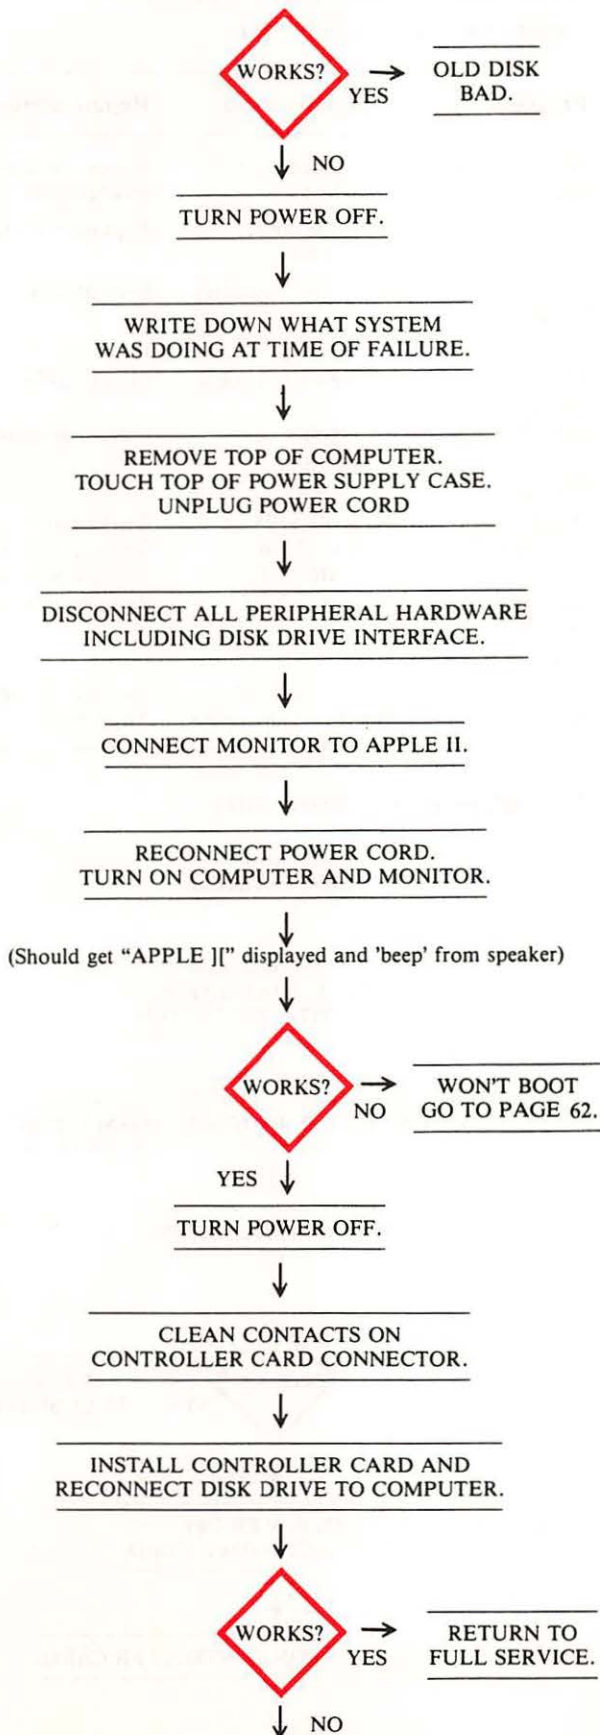 WORKS?
YES
OLD DISK
BAD.
NO
TURN POWER OFF.
WRITE DOWN WHAT SYSTEM
WAS DOING AT TIME OF FAILURE.
REMOVE TOP OF COMPUTER.
TOUCH TOP OF POWER SUPPLY CASE.
UNPLUG POWER CORD
DISCONNECT ALL PERIPHERAL HARDWARE
INCLUDING DISK DRIVE INTERFACE.
CONNECT MONITOR TO APPLE II.
RECONNECT POWER CORD.
TURN ON COMPUTER AND MONITOR.
(Should get “APPLE ][” displayed and 'beep' from speaker)
WORKS?
NO
WON'T BOOT
GO TO PAGE 62.
YES
TURN POWER OFF.
CLEAN CONTACTS ON
CONTROLLER CARD CONNECTOR.
INSTALL CONTROLLER CARD AND
RECONNECT DISK DRIVE TO COMPUTER.
WORKS?
YES
RETURN TO
FULL SERVICE.
NO